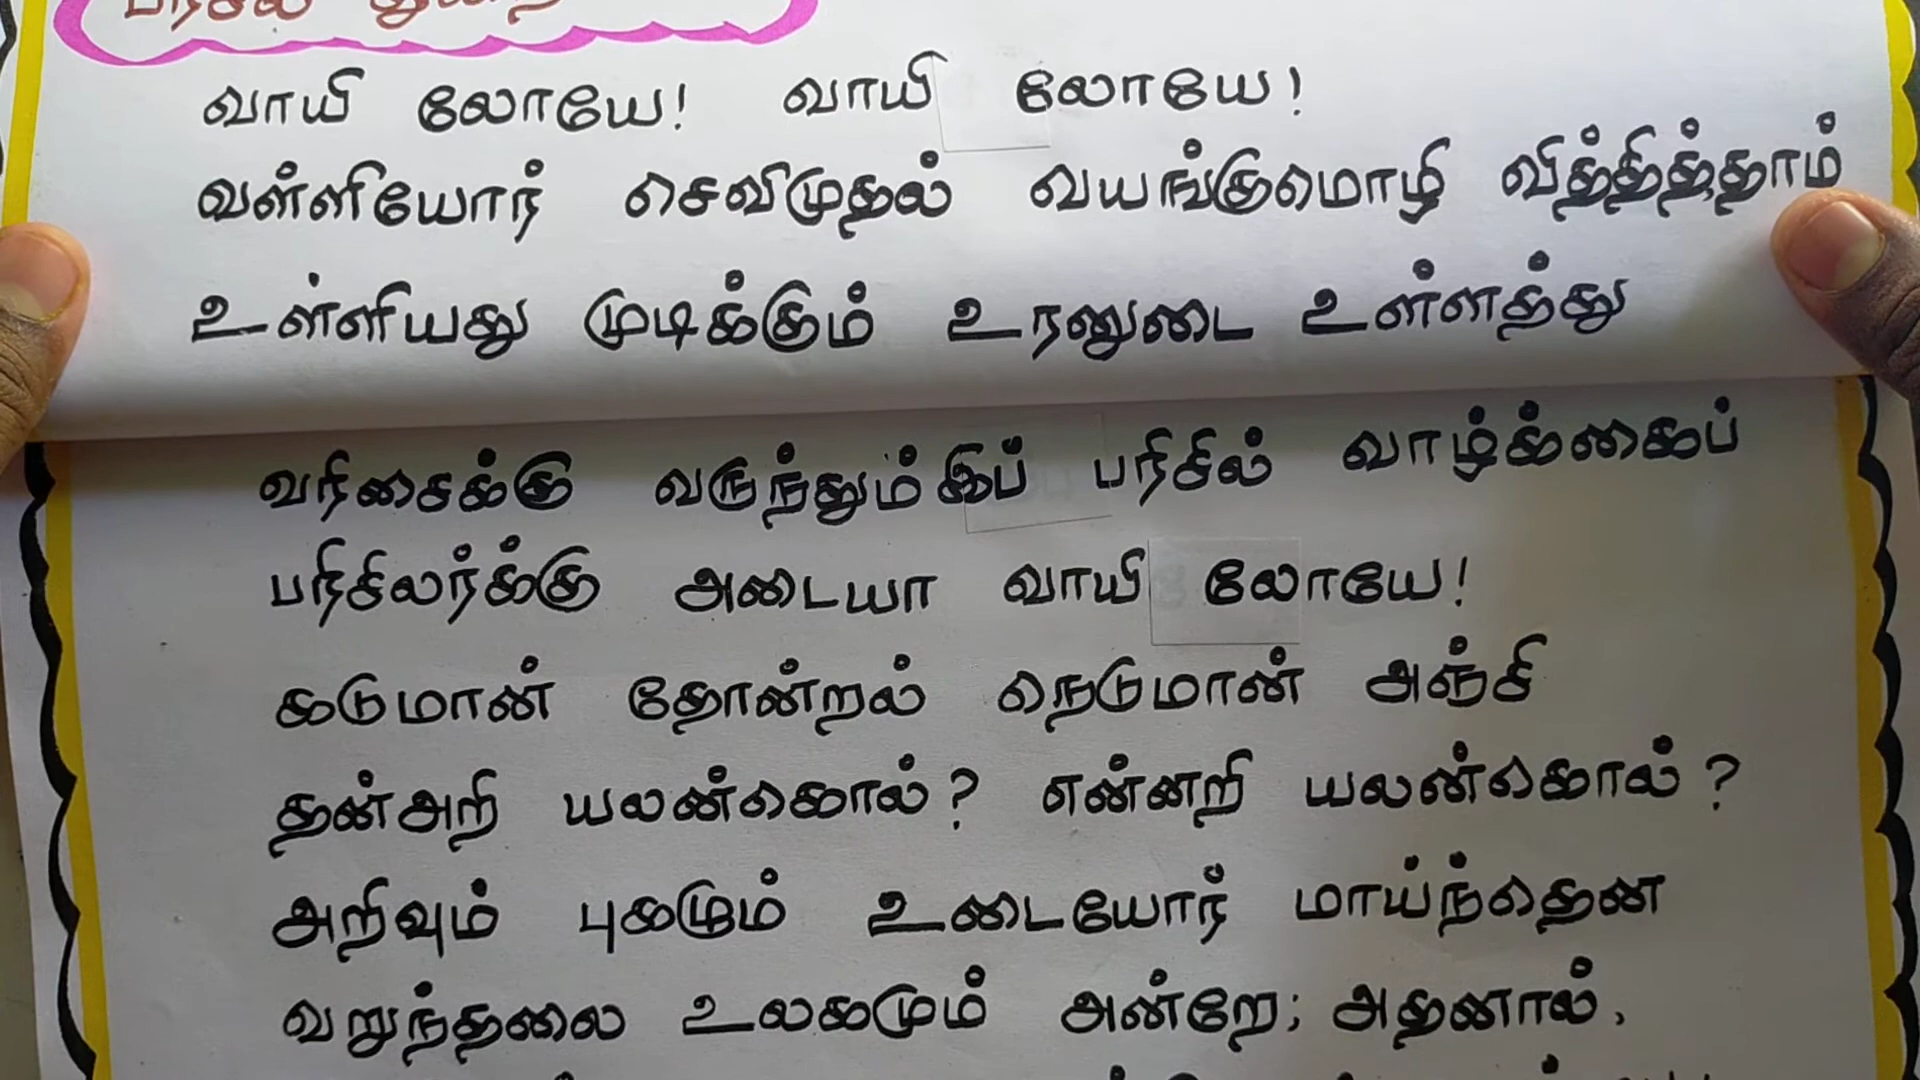 பரிசில் துறை
வாயி லோயே! வாயி லோயே!
வள்ளியோர் செவிமுதல் வயங்குமொழி வித்தித்தாம்
உள்ளியது முடிக்கும் உரனுடை உள்ளத்து
வரிசைக்கு வருந்தும்இப் பரிசில் வாழ்க்கைப்
பரிசிலர்க்கு அடையா வாயி லோயே!
கடுமான் தோன்றல் நெடுமான் அஞ்சி
தன்அறி யலன்கொல்? என்னறி யலன்கொல்?
அறிவும் புகழும் உடையோர் மாய்ந்தென
வறுந்தலை உலகமும் அன்றே; அதனால்,